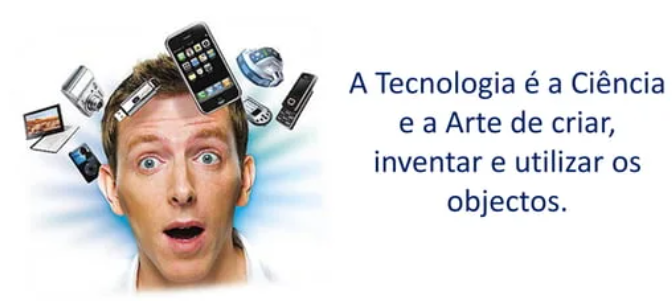 A Tecnologia é a Ciência
e a Arte de criar,
inventar e utilizar os
objectos.